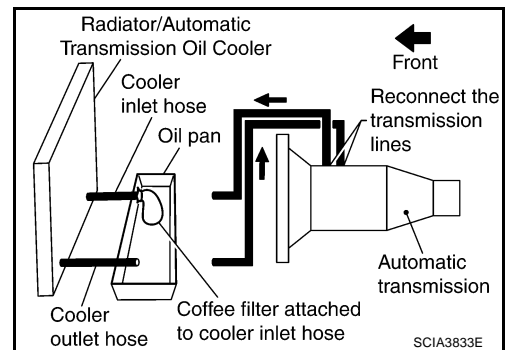 Radiator/Automatic
Transmission Oil Cooler
Front
Cooler
inlet hose
Reconnect the
transmission
lines
Oil pan
Automatic
transmission
Cooler
outlet hose
Coffee filter attached
to cooler inlet hose
SCIA3833E